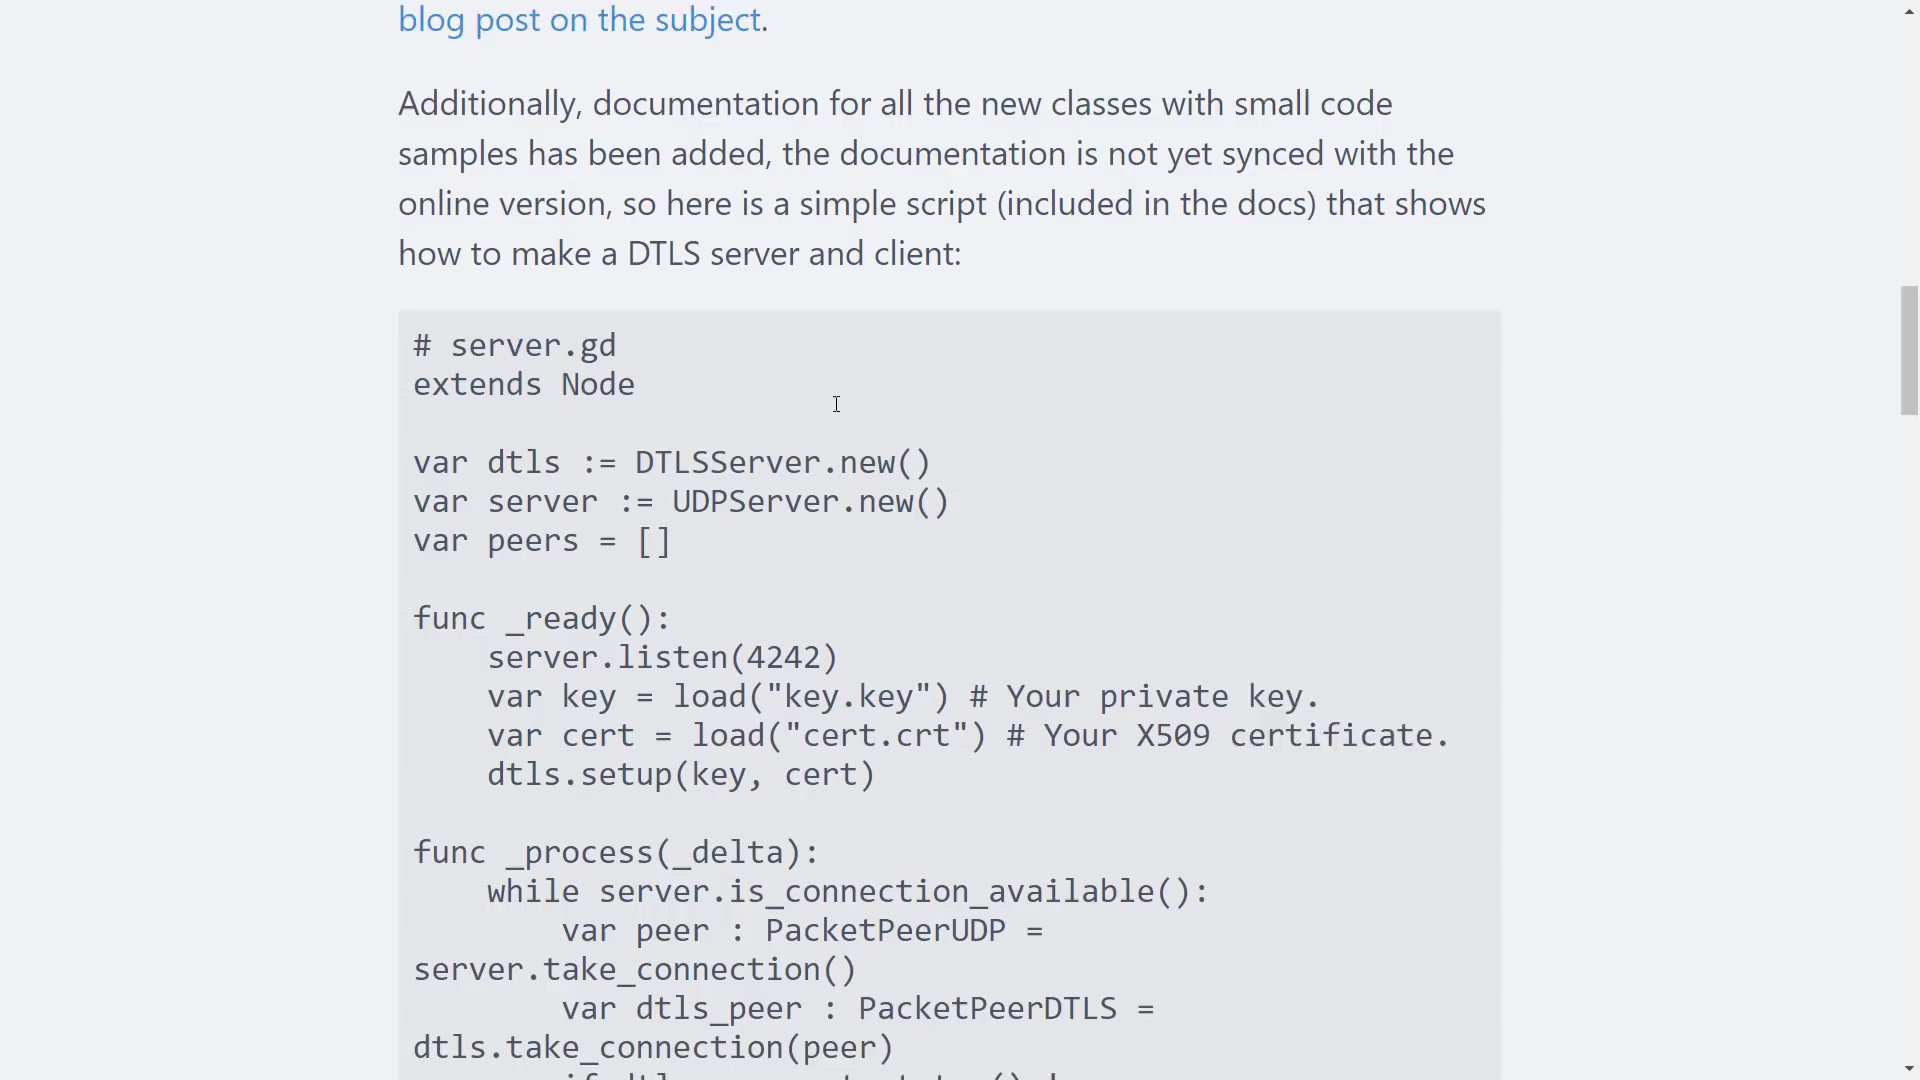 blog post on the subject.
Additionally, documentation for all the new classes with small code
samples has been added, the documentation is not yet synced with the
online version, so here is a simple script (included in the docs) that shows
how to make a DTLS server and client:
# server.gd
extends Node
var dtls := DTLSServer.new()
var server := UDPServer.new()
var peers = []
func _ready():
    server.listen(4242)
    var key = load("key.key") # Your private key.
    var cert = load("cert.crt") # Your X509 certificate.
    dtls.setup(key, cert)
func _process(_delta):
    while server.is_connection_available():
        var peer : PacketPeerUDP =
server.take_connection()
        var dtls_peer : PacketPeerDTLS =
dtls.take_connection(peer)